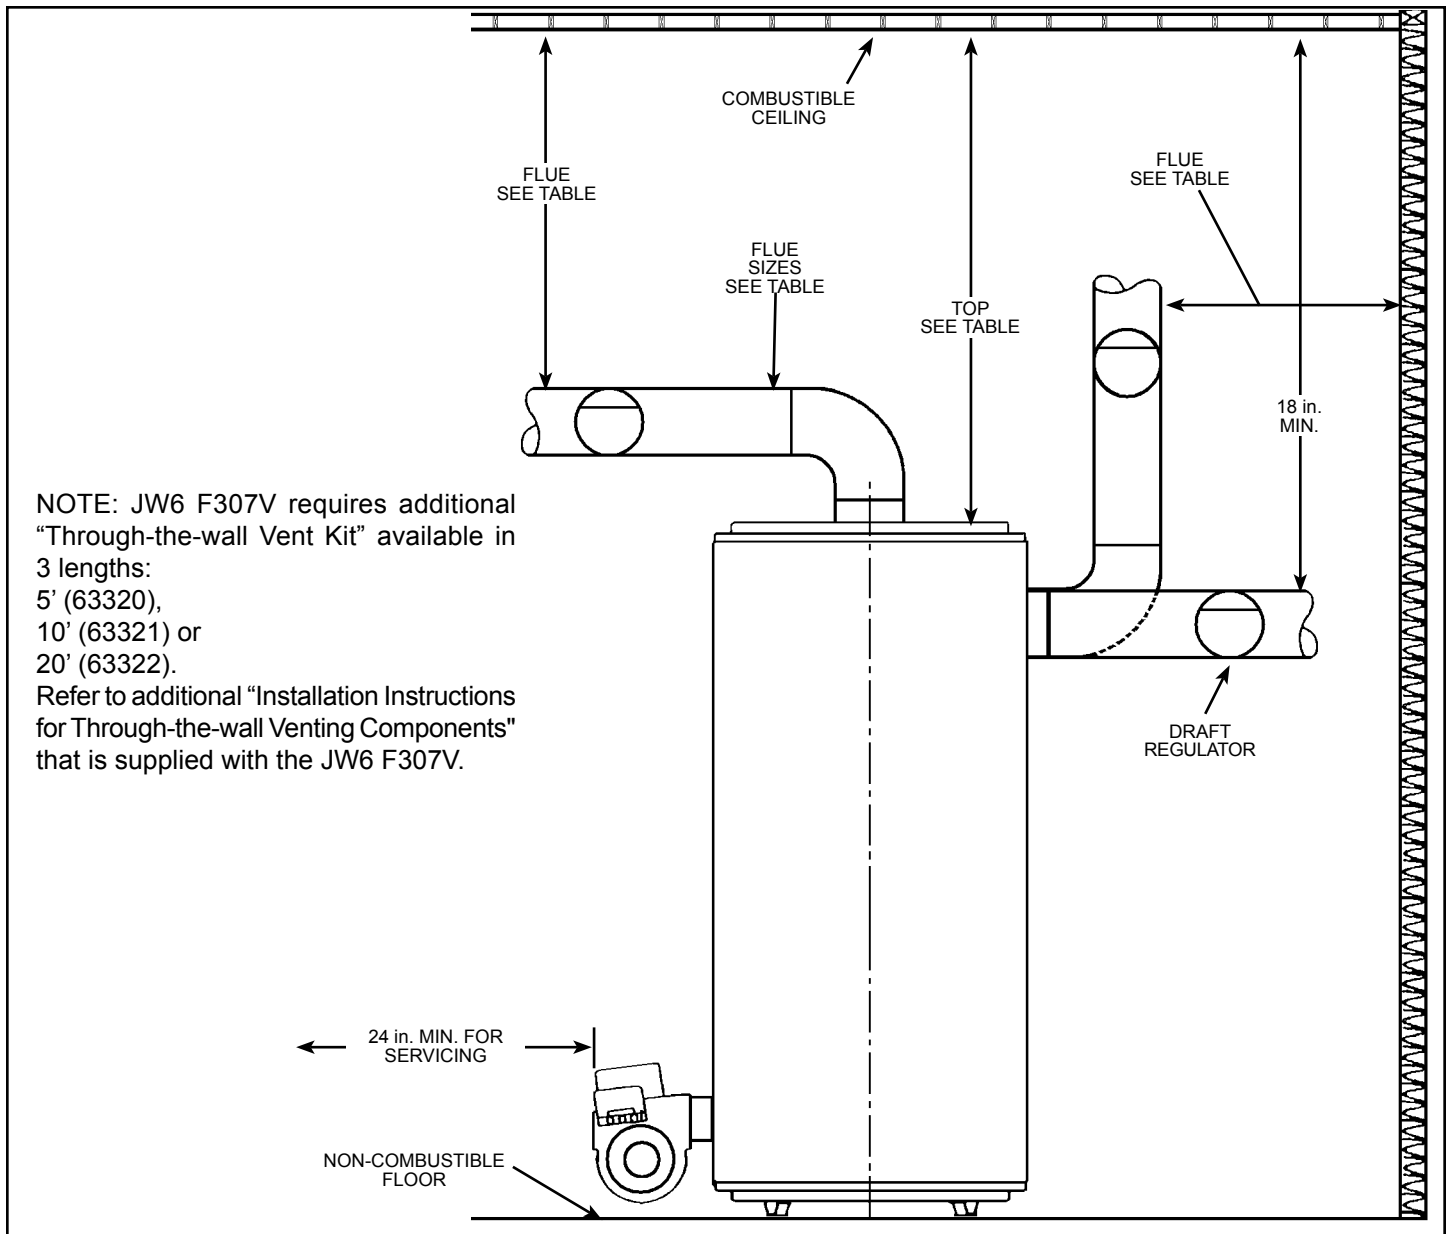 COMBUSTIBLE
CEILING
FLUE
SEE TABLE
FLUE
SEE TABLE
FLUE
SIZES
SEE TABLE
TOP
SEE TABLE
18 in.
MIN.
NOTE: JW6 F307V requires additional
“Through-the-wall Vent Kit” available in
3 lengths:
5’ (63320),
10’ (63321) or
20’ (63322).
Refer to additional “Installation Instructions
for Through-the-wall Venting Components"
that is supplied with the JW6 F307V.
DRAFT
REGULATOR
24 in. MIN. FOR
SERVICING
NON-COMBUSTIBLE
FLOOR